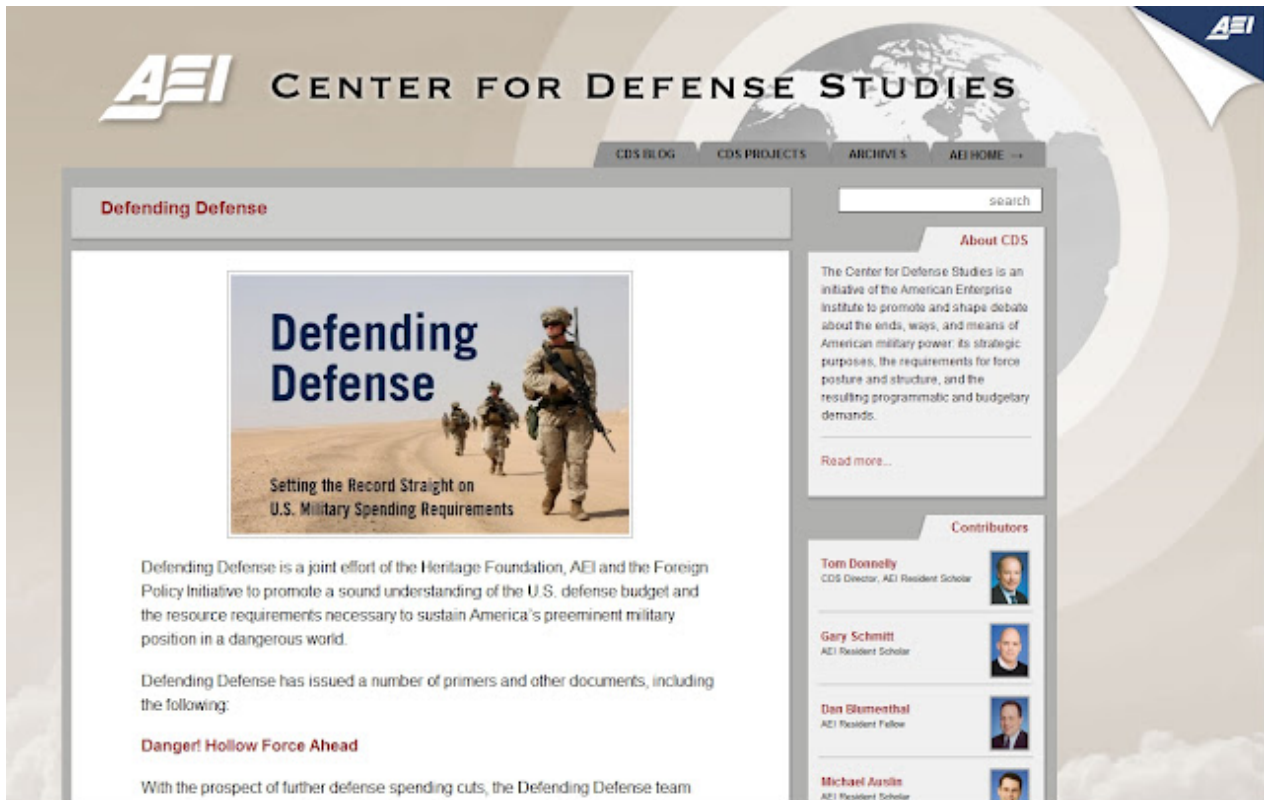 AEI
AEI CENTER FOR DEFENSE STUDIES
CDS BLOG CDS PROJECTS ARCHIVES AEI HOME →
Defending Defense
search
Defending
Defense
Setting the Record Straight on
U.S. Military Spending Requirements
Defending Defense is a joint effort of the Heritage Foundation, AEI and the Foreign
Policy Initiative to promote a sound understanding of the U.S. defense budget and
the resource requirements necessary to sustain America's preeminent military
position in a dangerous world.
Defending Defense has issued a number of primers and other documents, including
the following:
Danger! Hollow Force Ahead
With the prospect of further defense spending cuts, the Defending Defense team
About CDS
The Center for Defense Studies is an
initiative of the American Enterprise
Institute to promote and shape debate
about the ends, ways, and means of
American military power: its strategic
purposes, the requirements for force
posture and structure, and the
resulting programmatic and budgetary
demands.
Read more...
Contributors
Tom Donnelly
CDS Director, AEI Resident Scholar
Gary Schmitt
AEI Resident Scholar
Dan Blumenthal
AEI Resident Fellow
Michael Auslin
AEI Resident Scholar